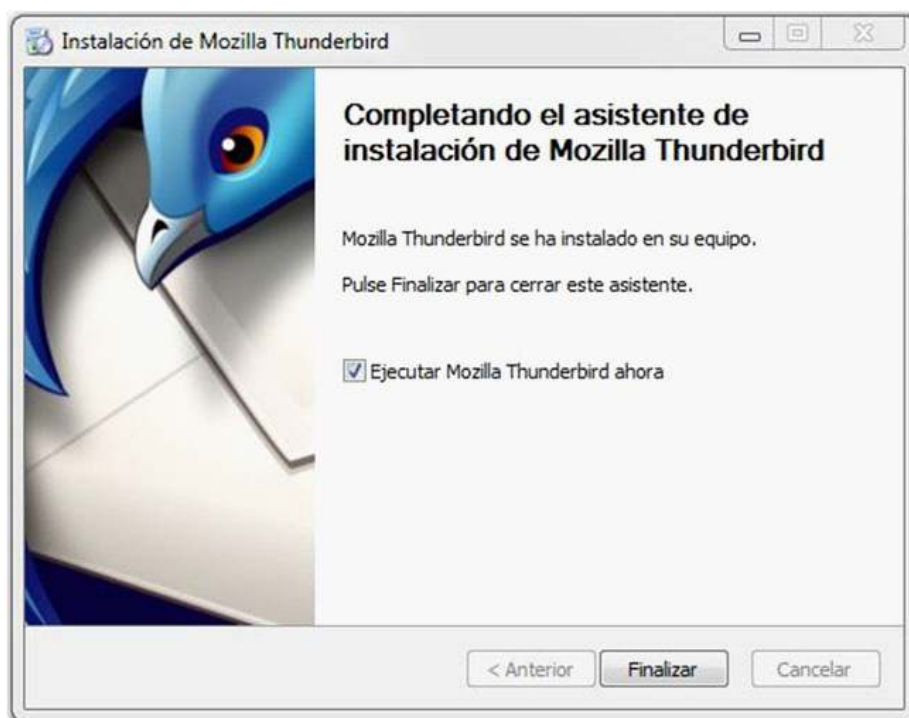 Instalación de Mozilla Thunderbird
Completando el asistente de
instalación de Mozilla Thunderbird
Mozilla Thunderbird se ha instalado en su equipo.
Pulse Finalizar para cerrar este asistente.
Ejecutar Mozilla Thunderbird ahora
< Anterior Finalizar Cancelar